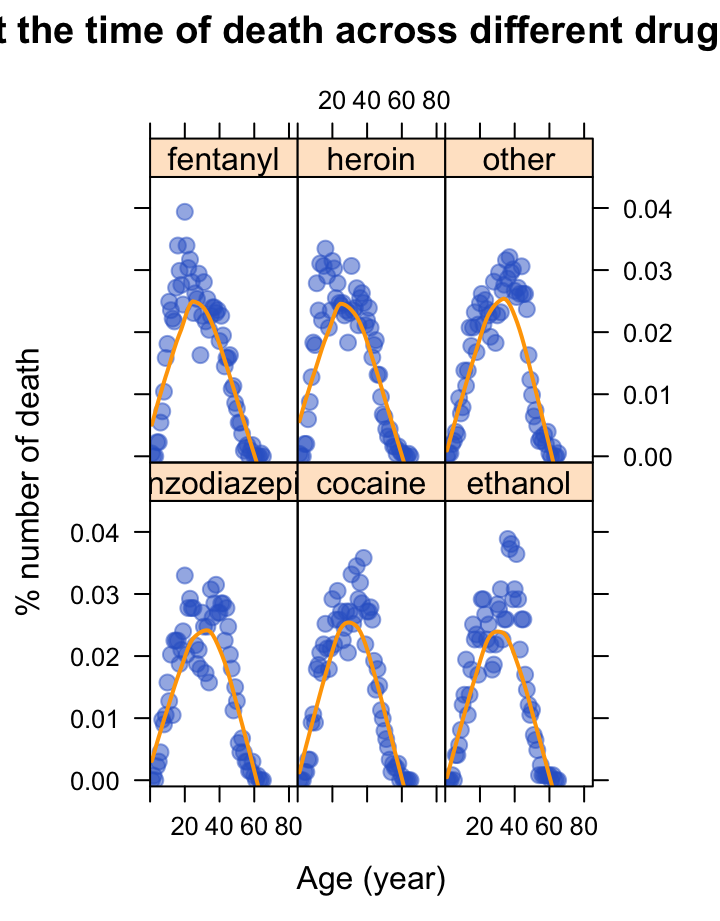 t the time of death across different drug
20 40 60 80
fentanyl heroin other
0.04
0.03
0.02
0.01
0.00
% number of death
nzodiazepi cocaine ethanol
0.04
0.03
0.02
0.01
0.00
20 40 60 80 20 40 60 80
Age (year)